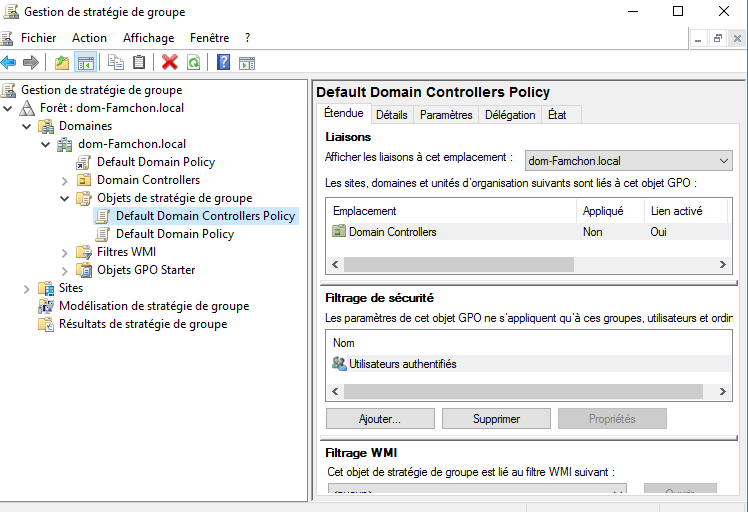 Gestion de stratégie de groupe
Fichier Action Affichage Fenêtre ?
Gestion de stratégie de groupe
Forêt : dom-Famchon.local
Domaines
dom-Famchon.local
Default Domain Policy
Domain Controllers
Objets de stratégie de groupe
Default Domain Controllers Policy
Default Domain Policy
Filtres WMI
Objets GPO Starter
Sites
Modélisation de stratégie de groupe
Résultats de stratégie de groupe
Default Domain Controllers Policy
Étendue Détails Paramètres Délégation État
Liaisons
Afficher les liaisons à cet emplacement : dom-Famchon.local
Les sites, domaines et unités d'organisation suivants sont liés à cet objet GPO :
Emplacement Appliqué Lien activé
Domain Controllers Non Oui
Filtrage de sécurité
Les paramètres de cet objet GPO ne s'appliquent qu'à ces groupes, utilisateurs et ordin
Nom
Utilisateurs authentifiés
Ajouter... Supprimer Propriétés
Filtrage WMI
Cet objet de stratégie de groupe est lié au filtre WMI suivant :